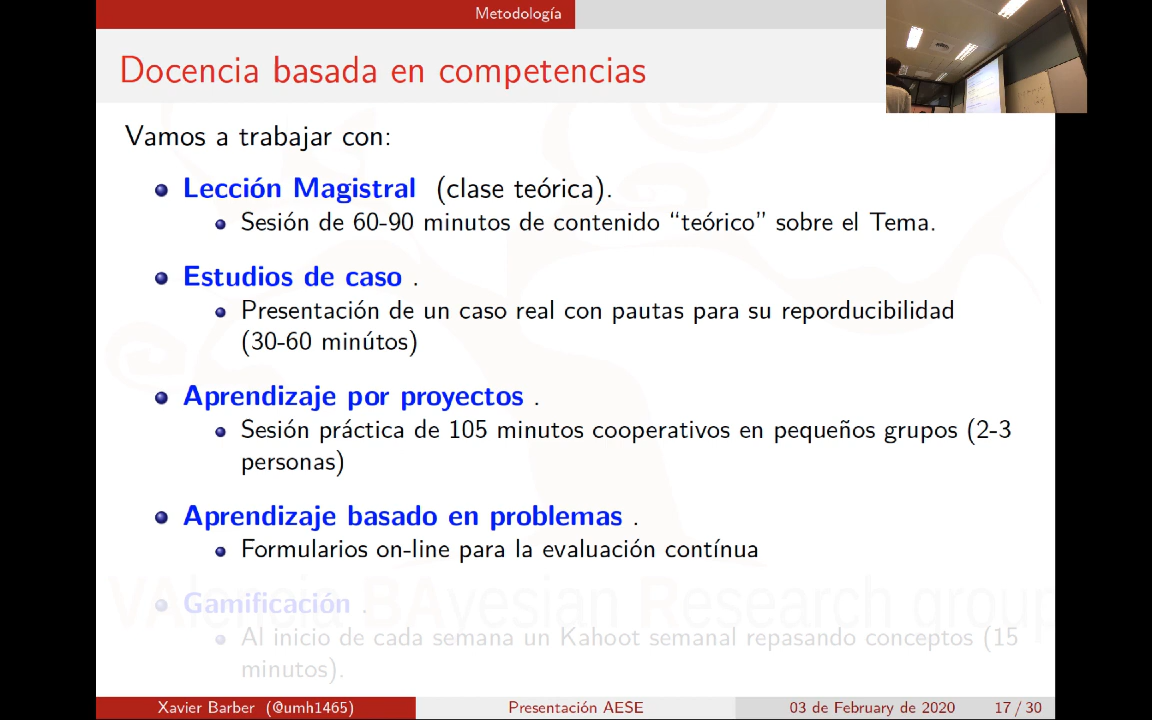 Metodología
Docencia basada en competencias
Vamos a trabajar con:
Lección Magistral (clase teórica).
Sesión de 60-90 minutos de contenido “teórico” sobre el Tema.
Estudios de caso .
Presentación de un caso real con pautas para su reporducibilidad
(30-60 minútos)
Aprendizaje por proyectos .
Sesión práctica de 105 minutos cooperativos en pequeños grupos (2-3
personas)
Aprendizaje basado en problemas .
Formularios on-line para la evaluación contínua
VAlencia BAyesian Research group
Gamificación .
Al inicio de cada semana un Kahoot semanal repasando conceptos (15
minutos).
Xavier Barber (@umh1465) Presentación AESE 03 de February de 2020 17 / 30